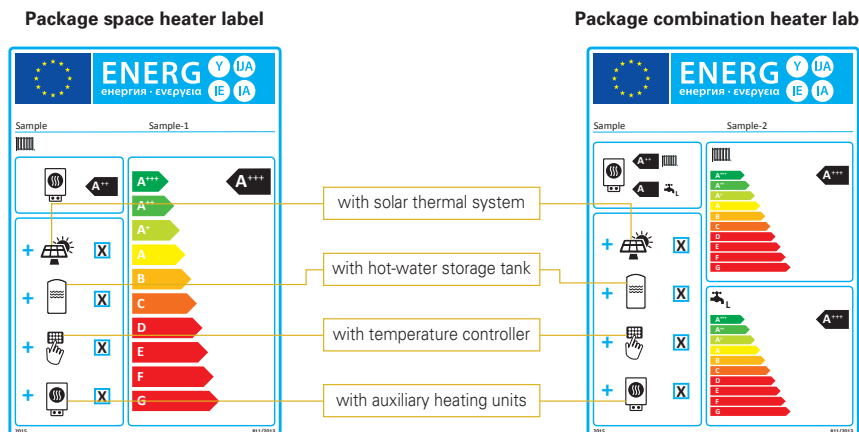 Package space heater label
ENERG Y IJA
енергия · ενεργεια IE IA
Sample Sample-1
A++
A+++
A+++
A++
A+
A
B
C
D
E
F
G
+ X
+ X
+ X
+ X
2015 811/2013
with solar thermal system
with hot-water storage tank
with temperature controller
with auxiliary heating units
Package combination heater lab
ENERG Y IJA
енергия · ενεργεια IE IA
Sample Sample-2
A++
A L
+ X
+ X
+ X
+ X
A+++
A+++
A++
A+
A
B
C
D
E
F
G
L
A+++
A+++
A++
A+
A
B
C
D
E
F
G
2015 811/2013